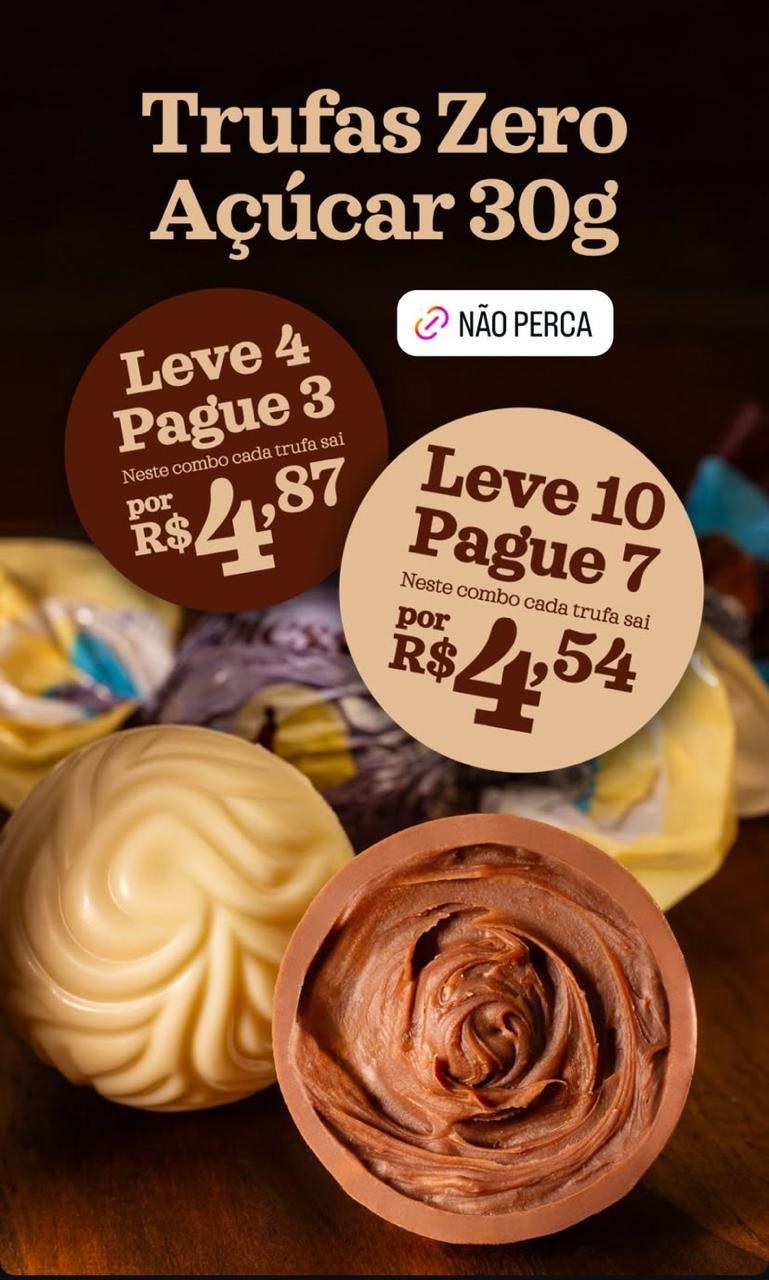 Trufas Zero
Açúcar 30g
NÃO PERCA
Leve 4
Pague 3
Neste combo cada trufa sai
por
R$4,87
Leve 10
Pague 7
Neste combo cada trufa sai
por
R$4,54